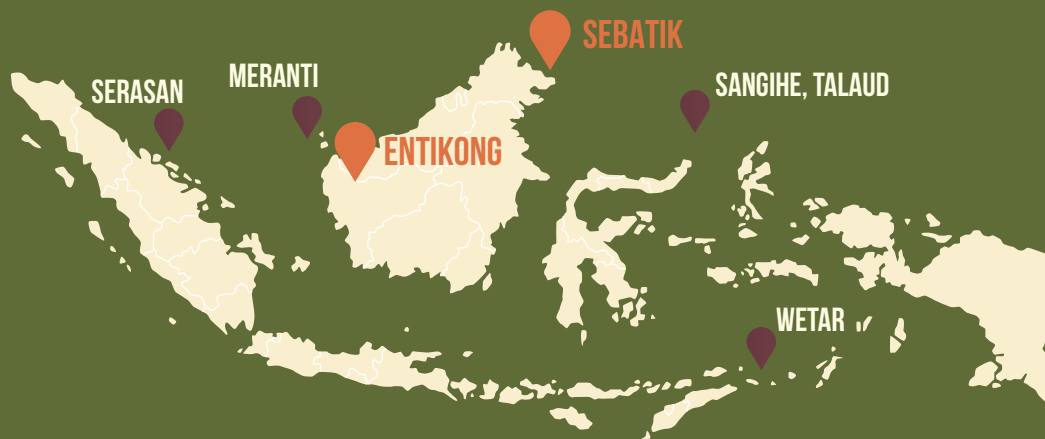 SEBATIK
MERANTI
SERASAN
SANGIHE, TALAUD
ENTIKONG
WETAR